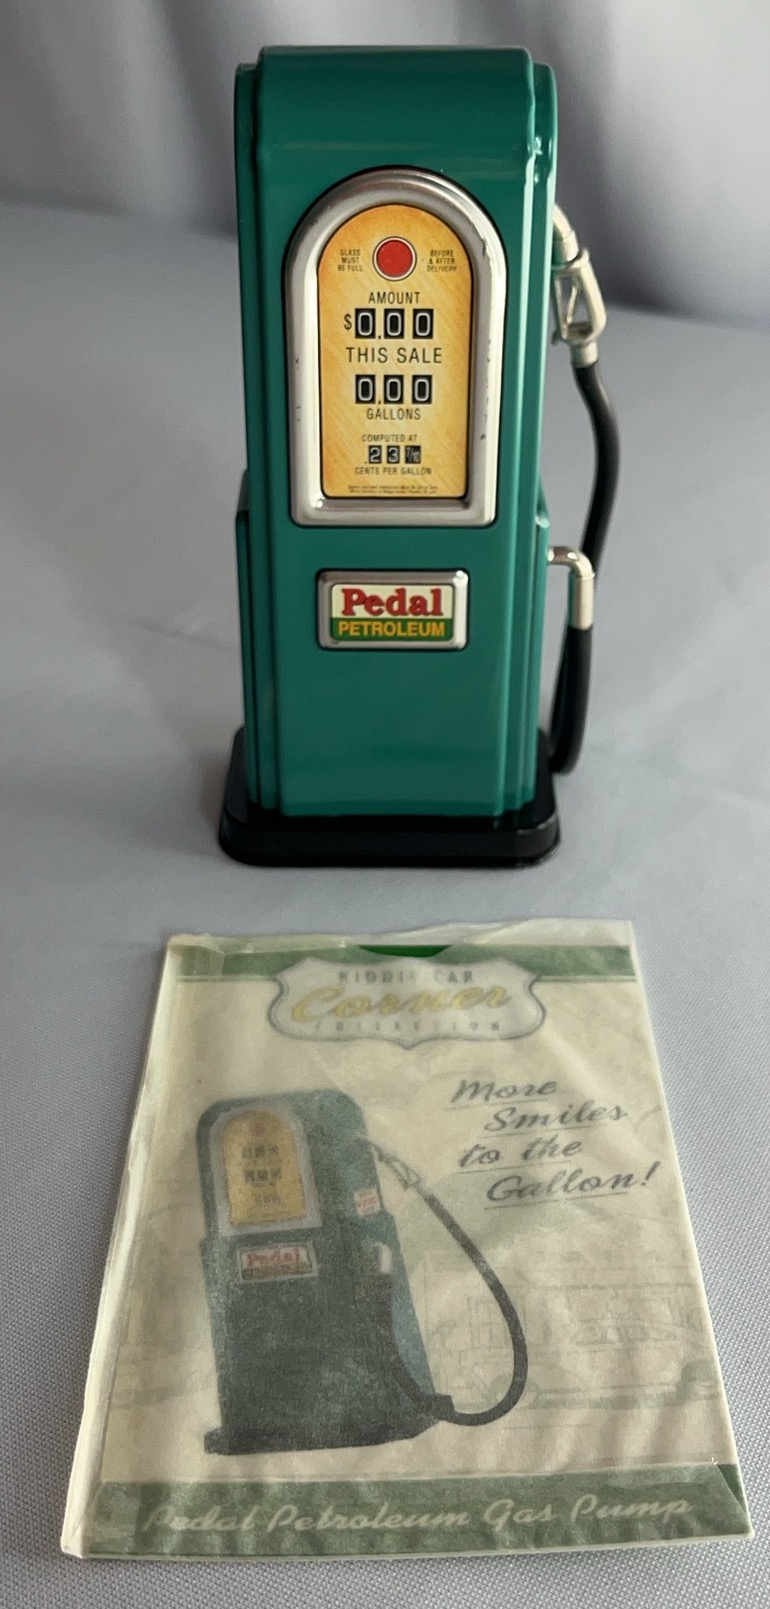 GLASS
MUST
BE FULL
BEFORE
& AFTER
DELIVERY
AMOUNT
$0.00
THIS SALE
0.00
GALLONS
COMPUTED AT
.23 7/10
CENTS PER GALLON
Pedal
PETROLEUM
KIDDIE CAR
Corner
COLLECTION
More
Smiles
to the
Gallon!
Pedal
Pedal Petroleum Gas Pump